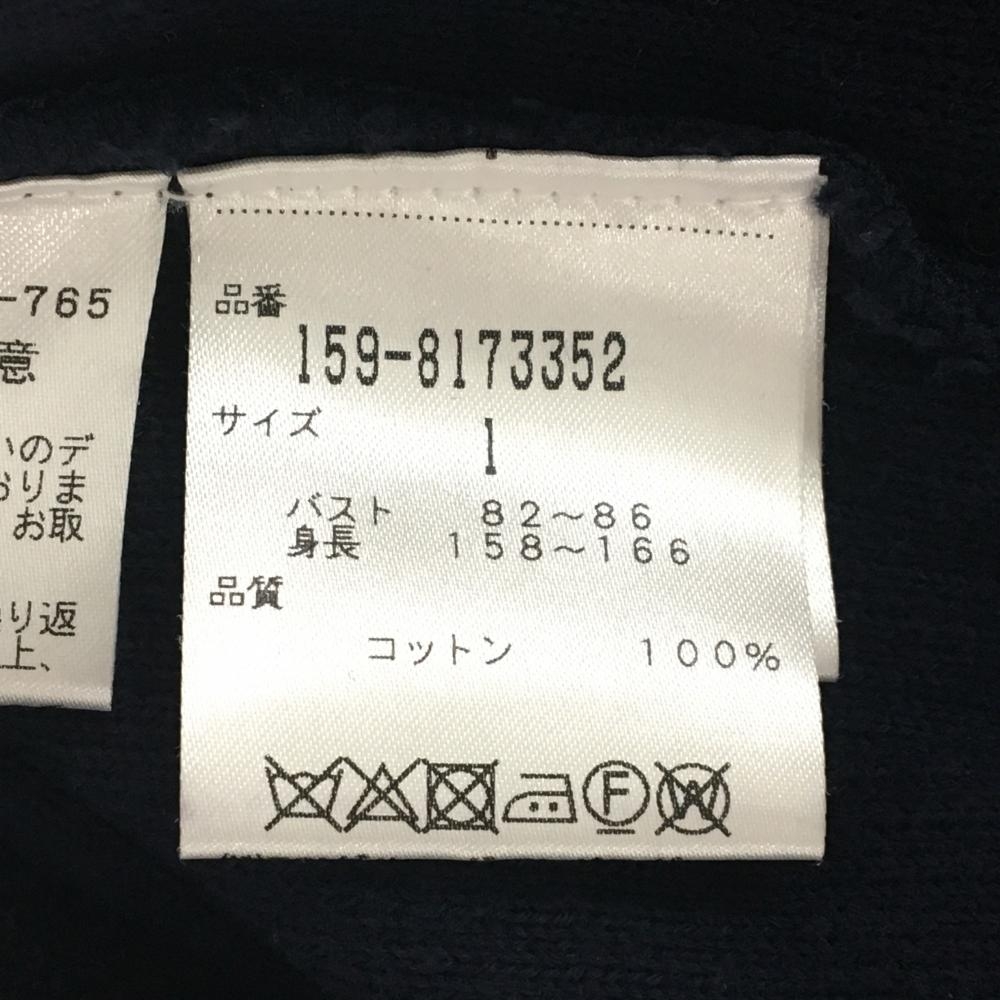 -765
意
いのデ
おりま
お取
り返
上、
品番
159-8173352
サイズ
1
バスト 82～86
身長 158～166
品質
コットン 100%
F
W